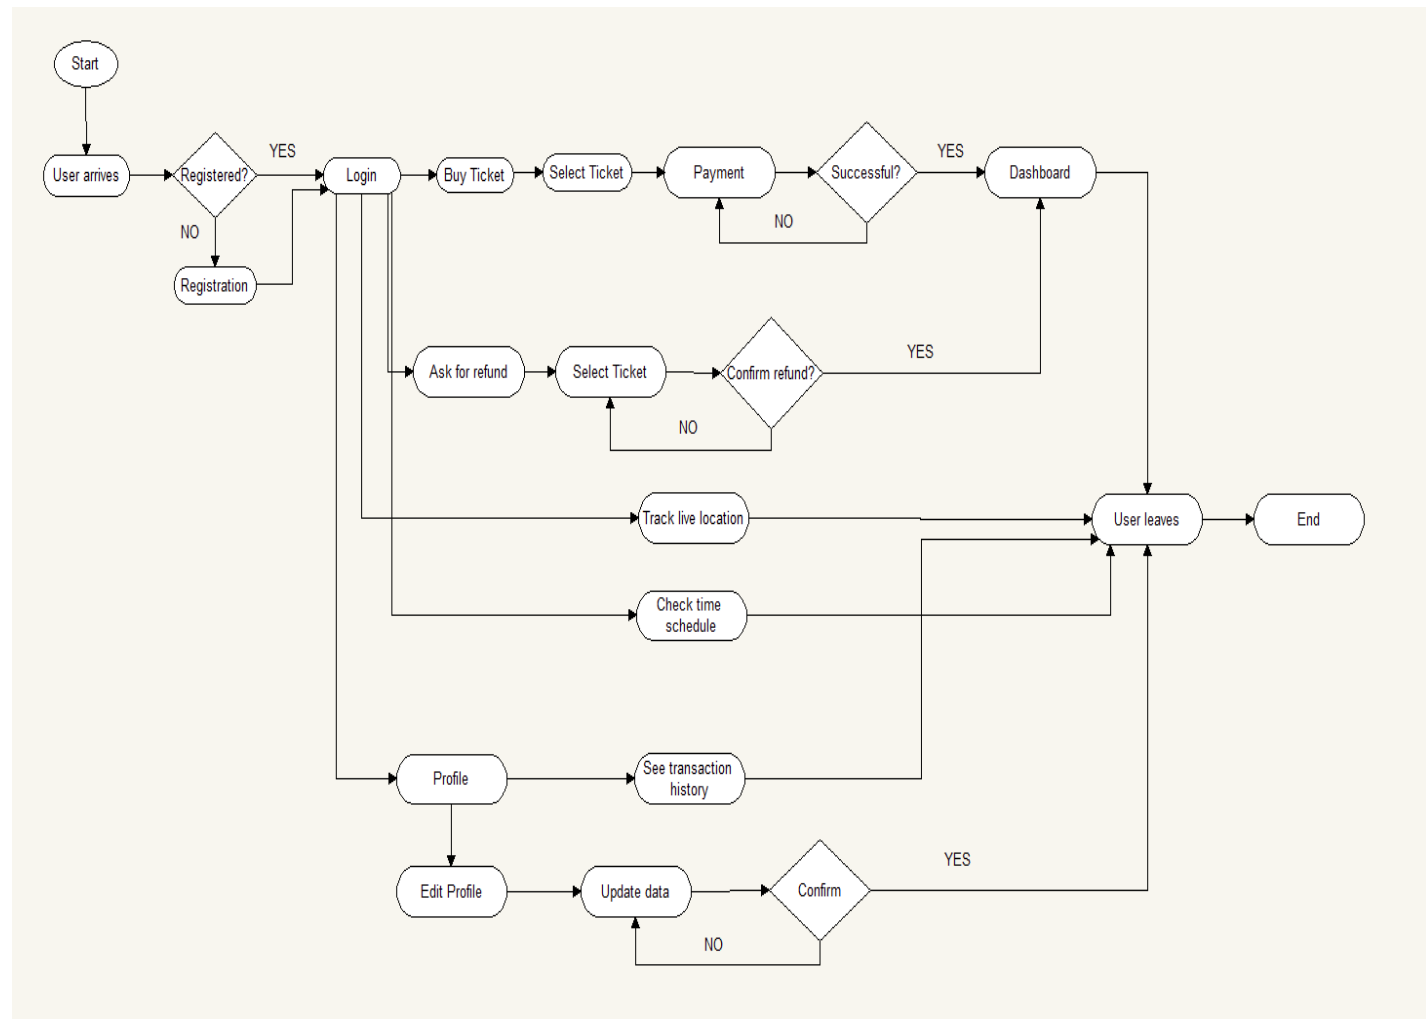 Start
User arrives
Registered?
YES
NO
Registration
Login
Buy Ticket
Select Ticket
Payment
Successful?
YES
NO
Dashboard
Ask for refund
Select Ticket
Confirm refund?
YES
NO
Track live location
User leaves
End
Check time
schedule
Profile
See transaction
history
Edit Profile
Update data
Confirm
YES
NO